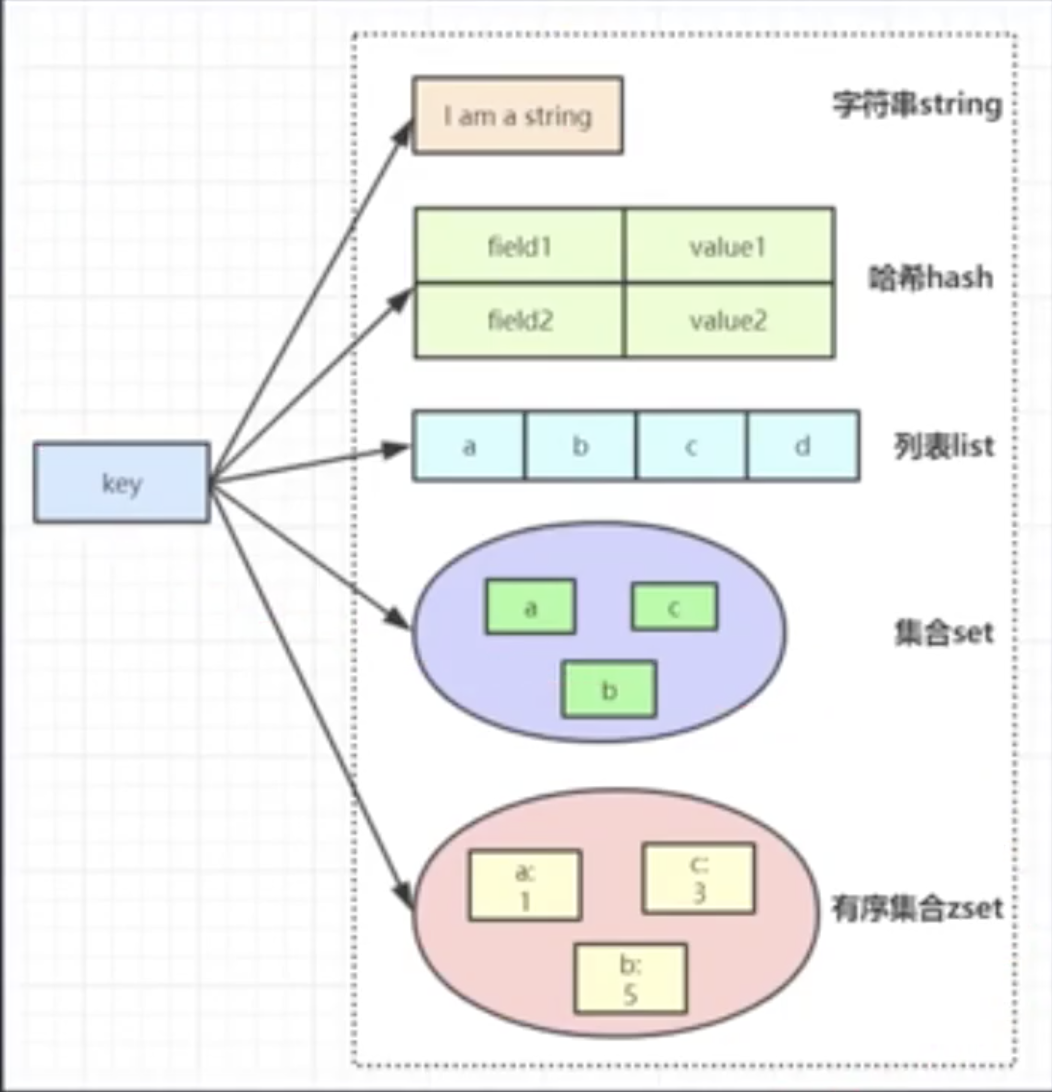 I am a string
字符串string
field1
value1
哈希hash
field2
value2
key
a
b
c
d
列表list
a
c
b
集合set
a:
1
c:
3
b:
5
有序集合zset